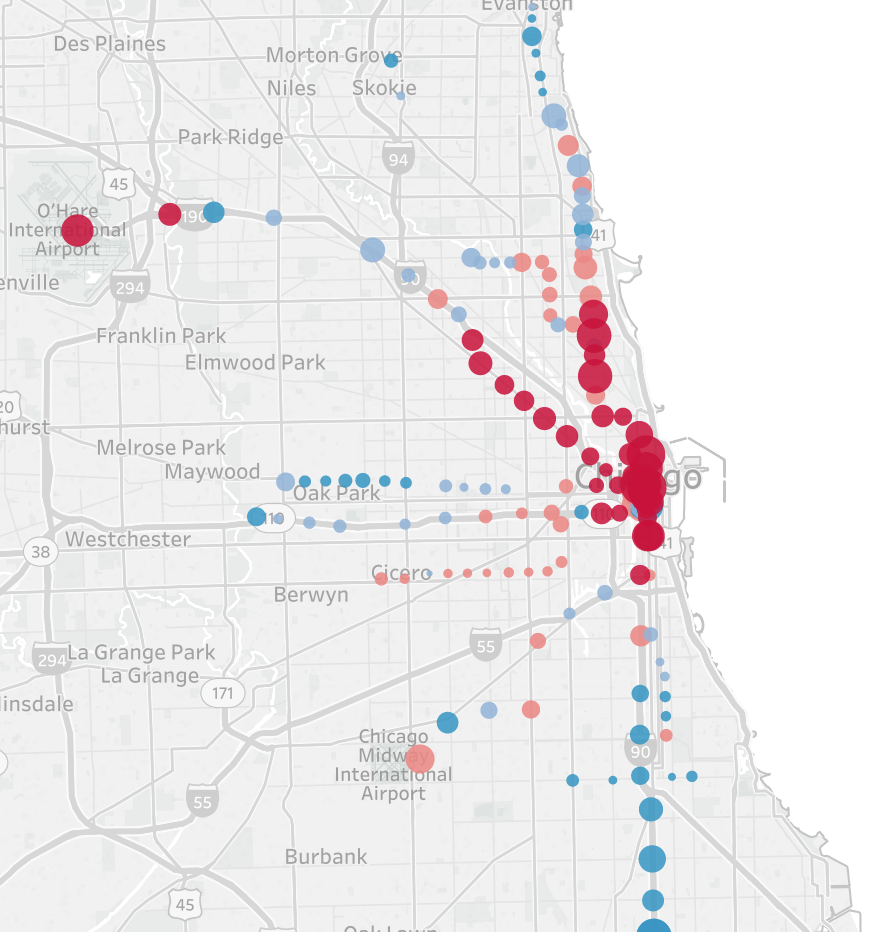 Evanston
Des Plaines
Morton Grove
Niles
Skokie
Park Ridge
94
45
O'Hare
International
Airport
190
41
294
90
enville
Franklin Park
Elmwood Park
20
hurst
Melrose Park
Maywood
Chicago
Oak Park
110
38
Westchester
41
Cicero
Berwyn
55
294
La Grange Park
La Grange
171
linsdale
Chicago
Midway
International
Airport
90
55
Burbank
45
Oak Lawn